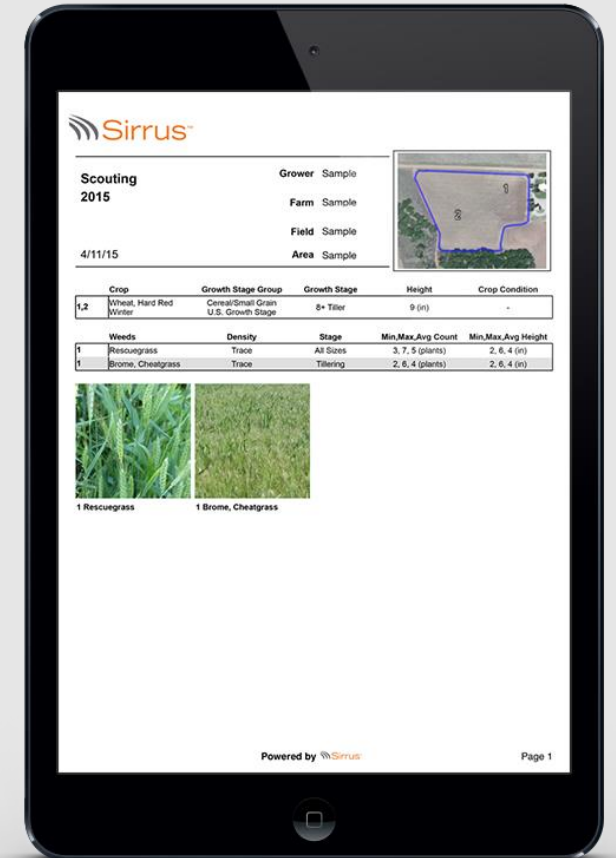 Sirrus™
Scouting
2015
4/11/15
Grower Sample
Farm Sample
Field Sample
Area Sample
1
2
Crop Growth Stage Group Growth Stage Height Crop Condition
1,2 Wheat, Hard Red Winter Cereal/Small Grain U.S. Growth Stage 8+ Tiller 9 (in) -
Weeds Density Stage Min,Max,Avg Count Min,Max,Avg Height
1 Rescuegrass Trace All Sizes 3, 7, 5 (plants) 2, 6, 4 (in)
1 Brome, Cheatgrass Trace Tillering 2, 6, 4 (plants) 2, 6, 4 (in)
1 Rescuegrass 1 Brome, Cheatgrass
Powered by Sirrus Page 1